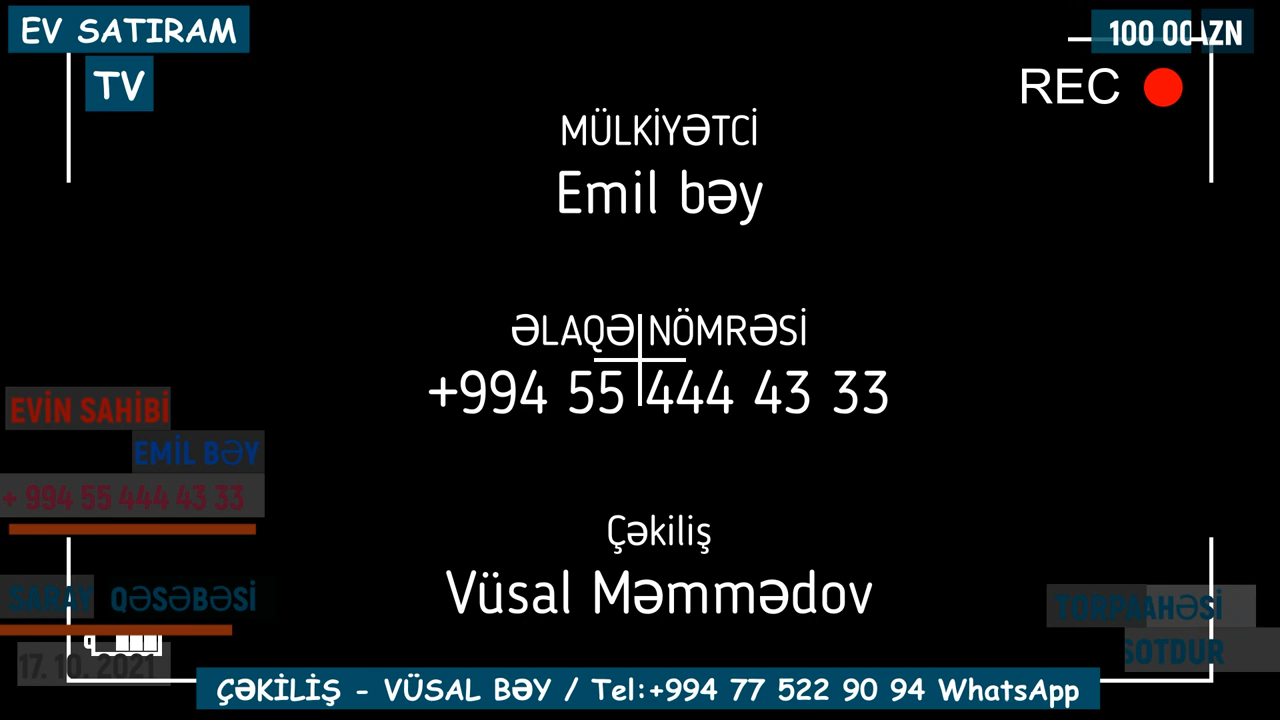 EV SATIRAM
TV
100 00 AZN
REC
MÜLKİYƏTCİ
Emil bəy
ƏLAQƏ NÖMRƏSİ
+994 55 444 43 33
EVİN SAHİBİ
EMİL BƏY
+ 994 55 444 43 33
Çəkiliş
Vüsal Məmmədov
SARAY QƏSƏBƏSİ
17. 10. 2021
SOTDUR
ÇƏKİLİŞ - VÜSAL BƏY / Tel:+994 77 522 90 94 WhatsApp